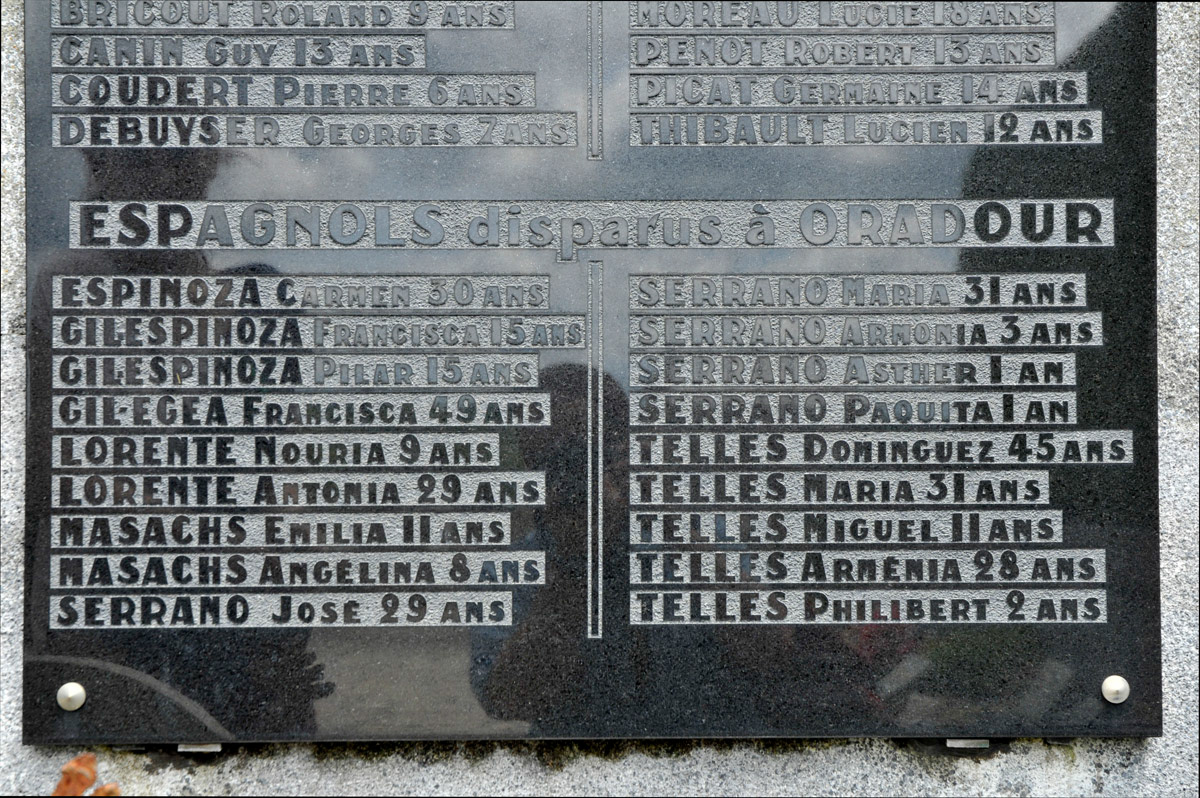 BRICOUT ROLAND 9 ANS
CANIN GUY 13 ANS
COUDERT PIERRE 6 ANS
DEBUYSER GEORGES 7 ANS
MOREAU LUCIE 18 ANS
PENOT ROBERT 13 ANS
PICAT GERMAINE 14 ANS
THIBAULT LUCIEN 12 ANS
ESPAGNOLS disparus à ORADOUR
ESPINOZA CARMEN 30 ANS
GILESPINOZA FRANCISCA 15 ANS
GILESPINOZA PILAR 15 ANS
GIL-EGEA FRANCISCA 49 ANS
LORENTE NOURIA 9 ANS
LORENTE ANTONIA 29 ANS
MASACHS EMILIA 11 ANS
MASACHS ANGÉLINA 8 ANS
SERRANO JOSÉ 29 ANS
SERRANO MARIA 31 ANS
SERRANO ARMONIA 3 ANS
SERRANO ASTHER 1 AN
SERRANO PAQUITA 1 AN
TELLES DOMINGUEZ 45 ANS
TELLES MARIA 31 ANS
TELLES MIGUEL 11 ANS
TELLES ARMÉNIA 28 ANS
TELLES PHILIBERT 2 ANS